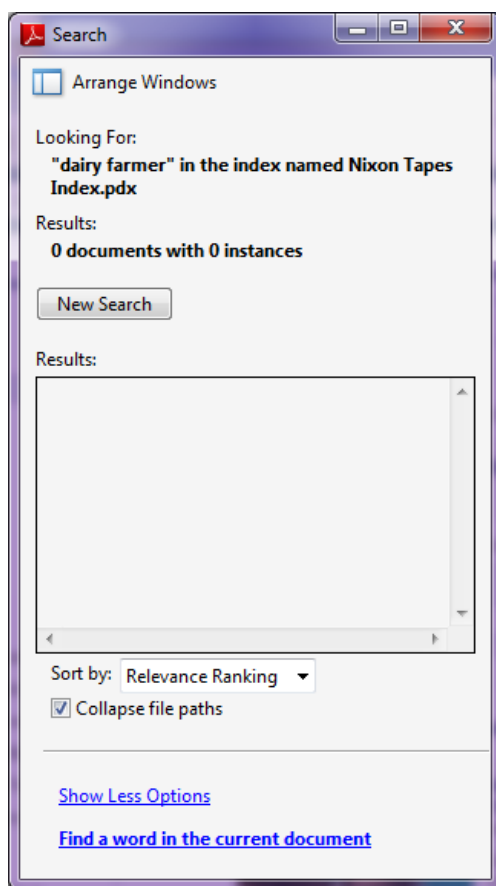 Search
Arrange Windows
Looking For:
"dairy farmer" in the index named Nixon Tapes
Index.pdx
Results:
0 documents with 0 instances
New Search
Results:
Sort by: Relevance Ranking
Collapse file paths
Show Less Options
Find a word in the current document